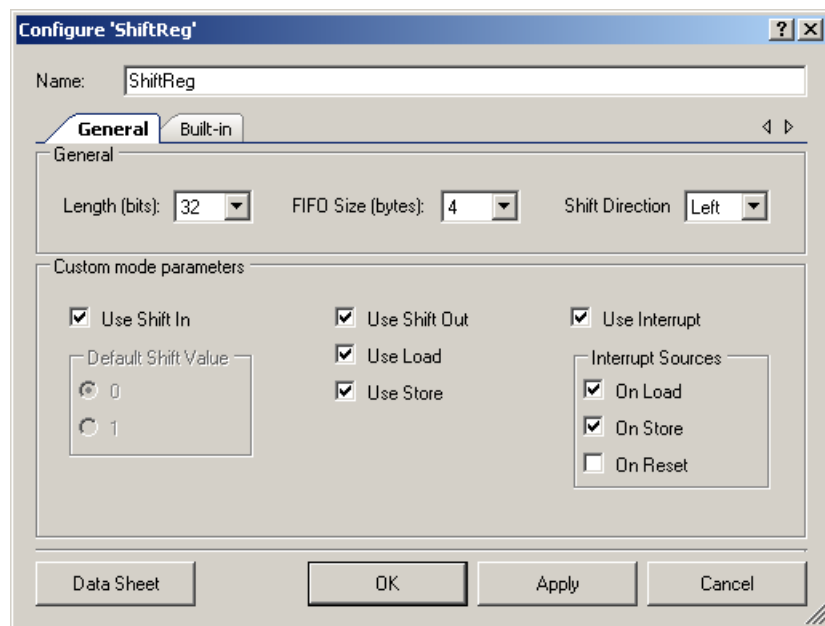 Configure 'ShiftReg'
Name: ShiftReg
General Built-in
General
Length (bits): 32 FIFO Size (bytes): 4 Shift Direction Left
Custom mode parameters
Use Shift In Use Shift Out Use Interrupt
Default Shift Value Use Load Interrupt Sources
0 Use Store On Load
1 On Store
On Reset
Data Sheet OK Apply Cancel